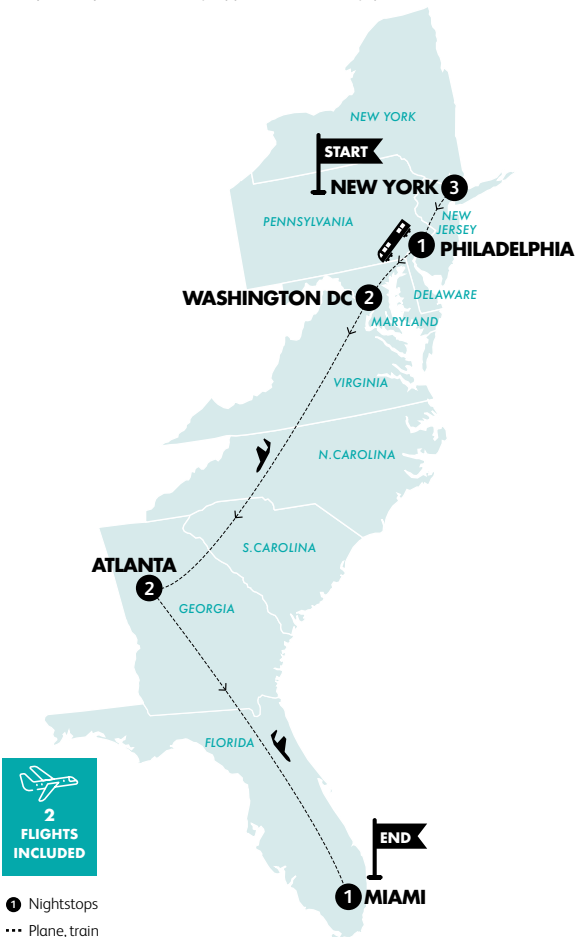 NEW YORK
START
NEW YORK 3
PENNSYLVANIA
NEW
JERSEY
1 PHILADELPHIA
WASHINGTON DC 2
DELAWARE
MARYLAND
VIRGINIA
N.CAROLINA
S.CAROLINA
ATLANTA
2
GEORGIA
FLORIDA
2
FLIGHTS
INCLUDED
END
1 MIAMI
1 Nightstops
Plane, train